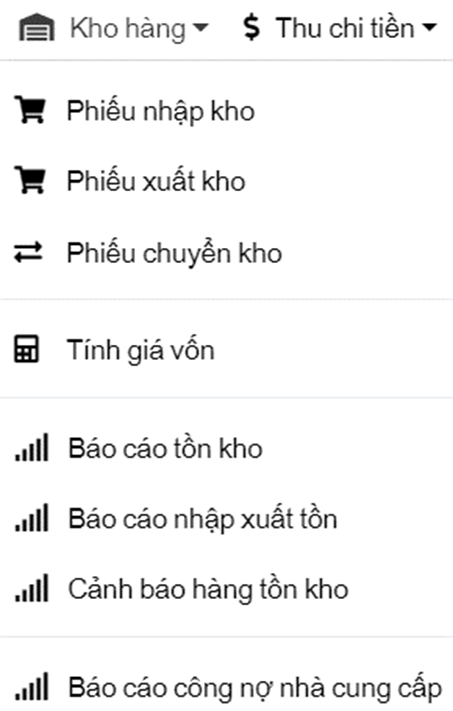 Kho hàng Thu chi tiền
Phiếu nhập kho
Phiếu xuất kho
Phiếu chuyển kho
Tính giá vốn
Báo cáo tồn kho
Báo cáo nhập xuất tồn
Cảnh báo hàng tồn kho
Báo cáo công nợ nhà cung cấp